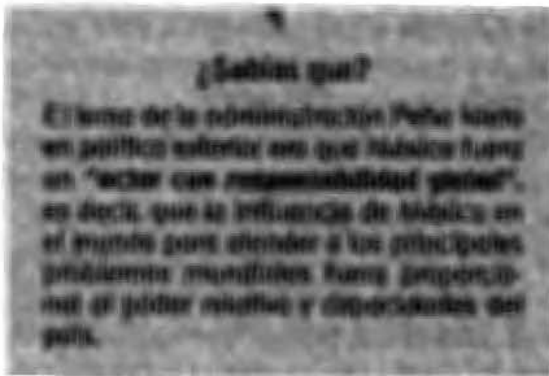 ¿Sabías que?
El lema de la administración Peña Nieto
en política exterior era que México fuera
un "actor con responsabilidad global",
es decir, que la influencia de México en
el mundo para atender a los principales
problemas mundiales fuera proporcio-
nal al poder relativo y capacidades del
país.